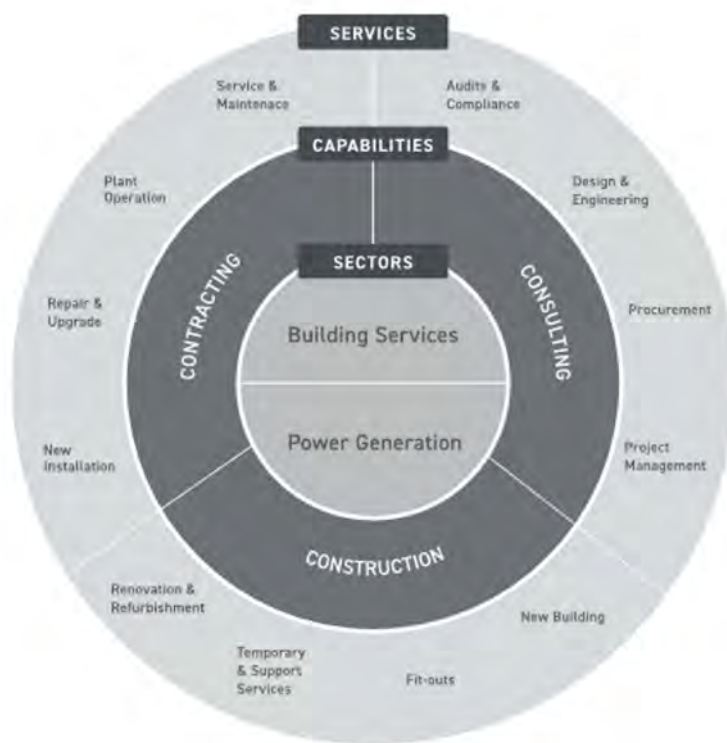 SERVICES
Service &
Maintenace
Audits &
Compliance
CAPABILITIES
Plant
Operation
Design &
Engineering
SECTORS
CONTRACTING
CONSULTING
Repair &
Upgrade
Building Services
Procurement
Power Generation
New
Installation
Project
Management
CONSTRUCTION
Renovation &
Refurbishment
New Building
Temporary
& Support
Services
Fit-outs